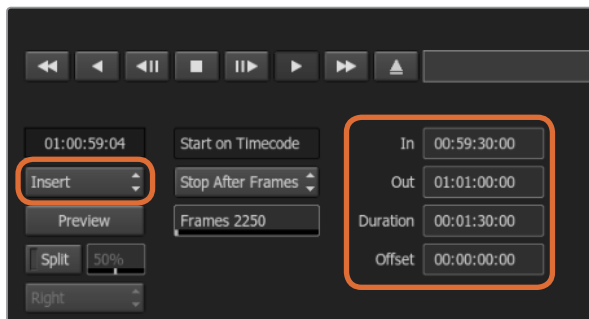 01:00:59:04 Start on Timecode In 00:59:30:00
Insert Stop After Frames Out 01:01:00:00
Preview Frames 2250 Duration 00:01:30:00
Split 50% Offset 00:00:00:00
Right